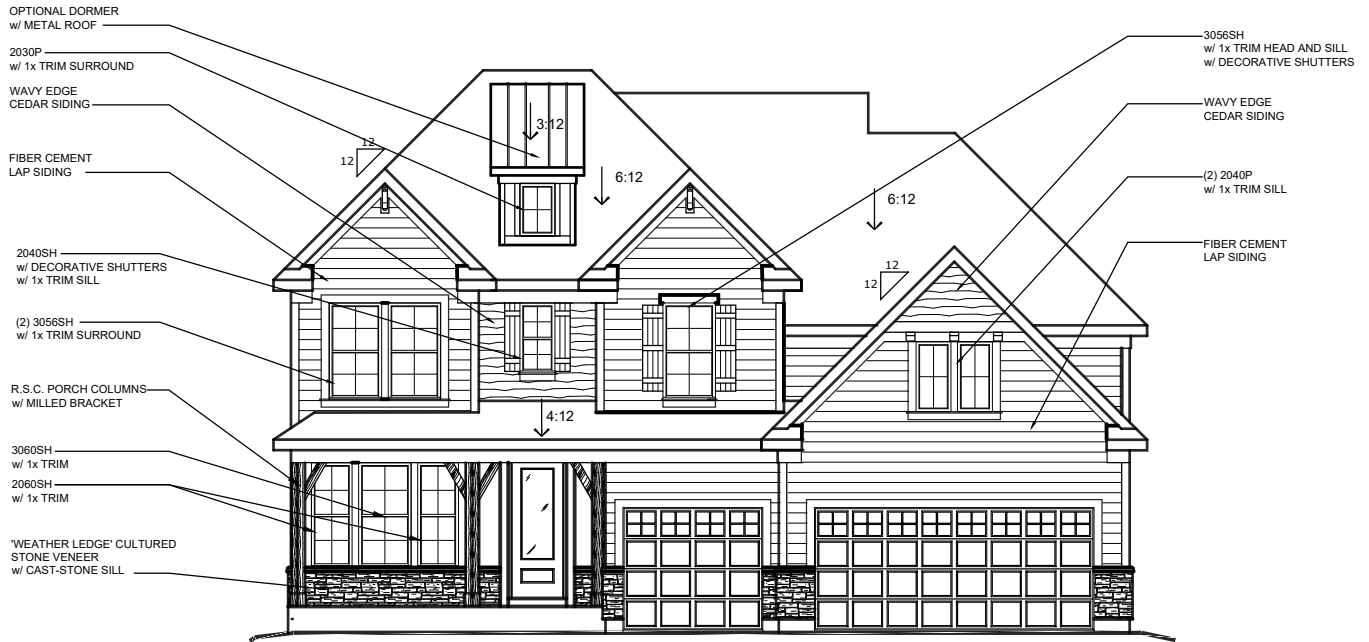 OPTIONAL DORMER
w/ METAL ROOF
2030P
w/ 1x TRIM SURROUND
WAVY EDGE
CEDAR SIDING
FIBER CEMENT
LAP SIDING
2040SH
w/ DECORATIVE SHUTTERS
w/ 1x TRIM SILL
(2) 3056SH
w/ 1x TRIM SURROUND
R.S.C. PORCH COLUMNS
w/ MILLED BRACKET
3060SH
w/ 1x TRIM
2060SH
w/ 1x TRIM
'WEATHER LEDGE' CULTURED
STONE VENEER
w/ CAST-STONE SILL
12
12
3:12
6:12
4:12
6:12
12
12
3056SH
w/ 1x TRIM HEAD AND SILL
w/ DECORATIVE SHUTTERS
WAVY EDGE
CEDAR SIDING
(2) 2040P
w/ 1x TRIM SILL
FIBER CEMENT
LAP SIDING